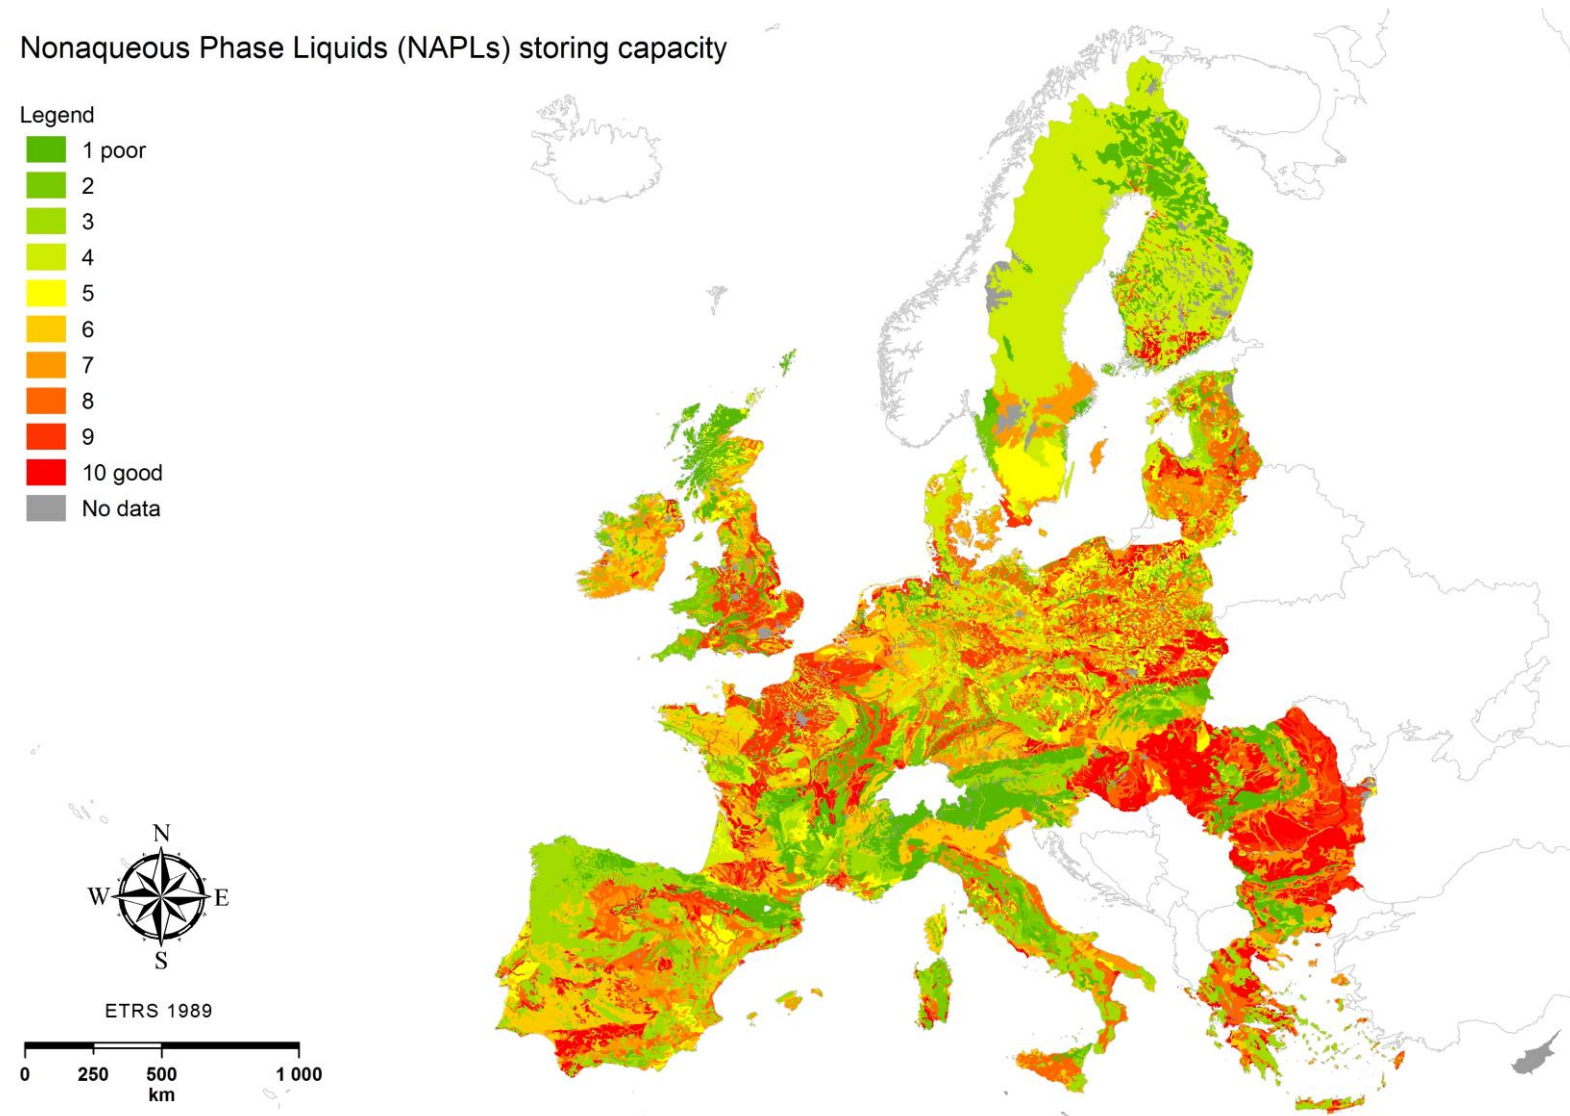 Nonaqueous Phase Liquids (NAPLs) storing capacity
Legend
1 poor
2
3
4
5
6
7
8
9
10 good
No data
N
W E
S
ETRS 1989
0 250 500 1 000
km